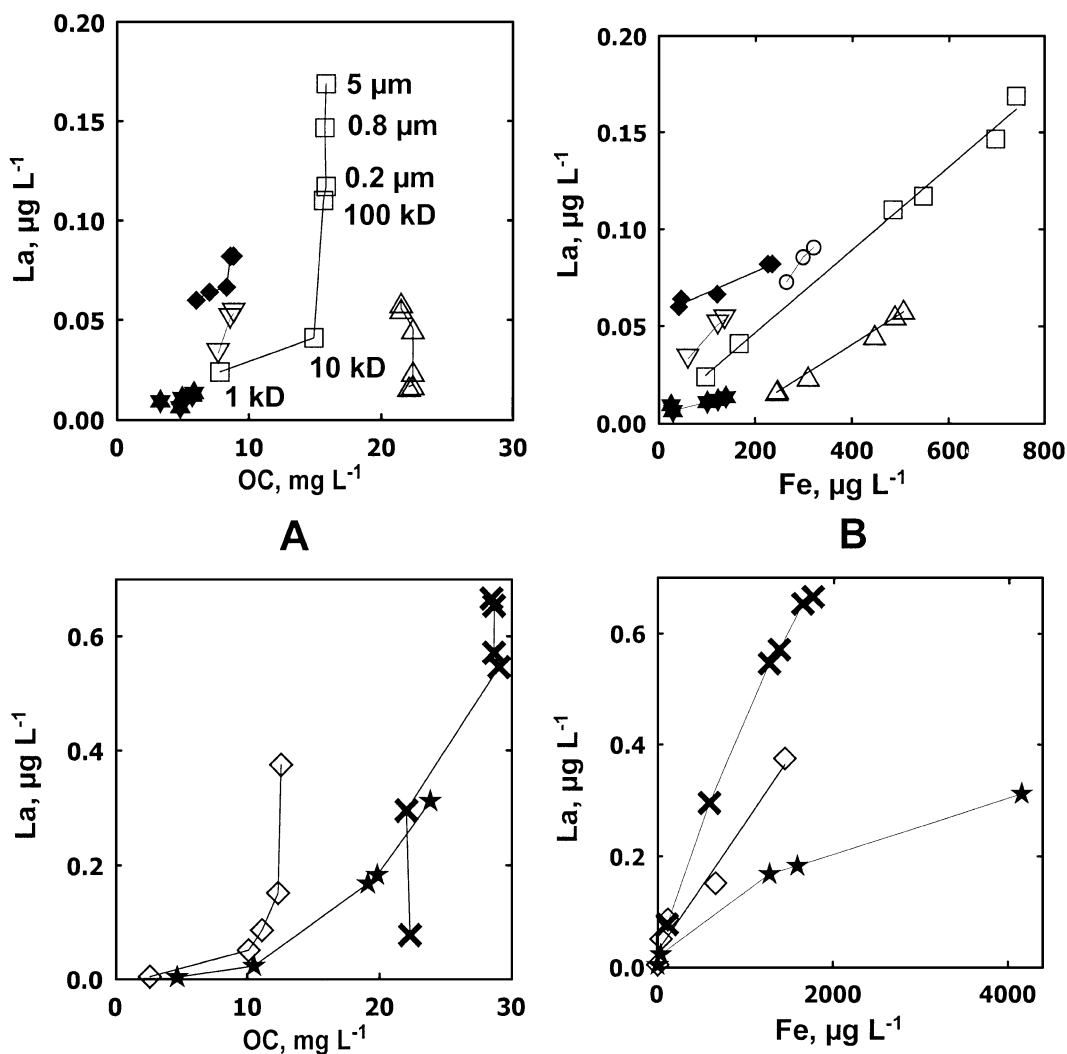 0.20
0.15
0.10
0.05
0.00
La, µg L-1
5 µm
0.8 µm
0.2 µm
100 kD
10 kD
1 kD
0 10 20 30
OC, mg L-1
A
0.20
0.15
0.10
0.05
0.00
La, µg L-1
0 200 400 600 800
Fe, µg L-1
B
0.6
0.4
0.2
0.0
La, µg L-1
0 10 20 30
OC, mg L-1
0.6
0.4
0.2
0.0
La, µg L-1
0 2000 4000
Fe, µg L-1